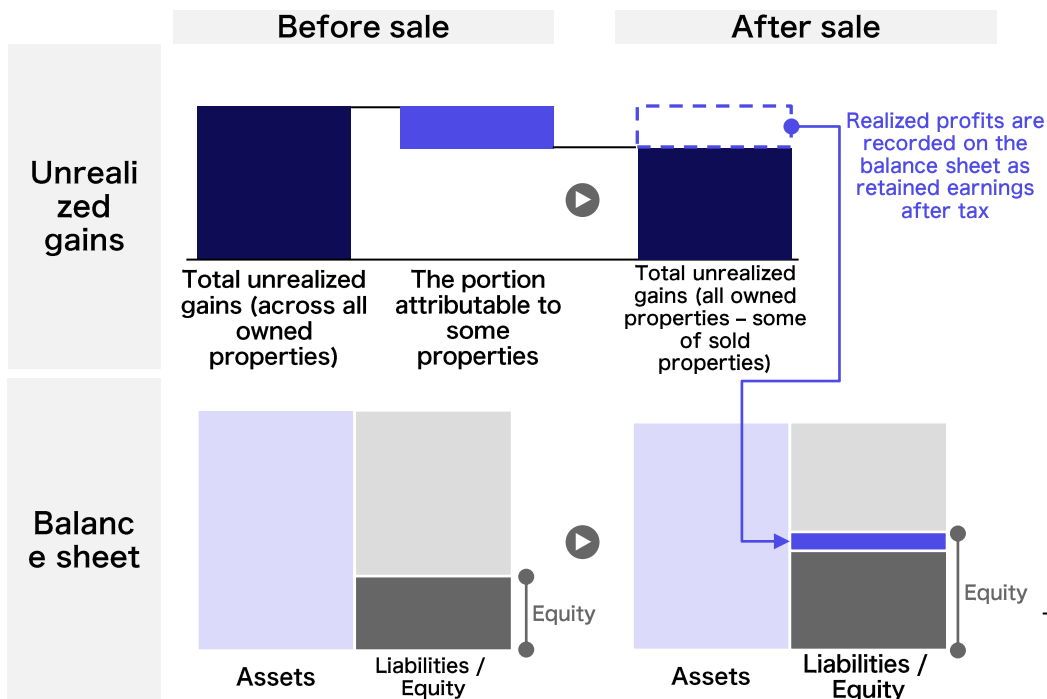 Before sale
After sale
Unreali
zed
gains
Realized profits are
recorded on the
balance sheet as
retained earnings
after tax
Total unrealized
gains (across all
owned
properties)
The portion
attributable to
some
properties
Total unrealized
gains (all owned
properties – some
of sold
properties)
Balanc
e sheet
Equity
Equity
Assets
Liabilities /
Equity
Assets
Liabilities /
Equity